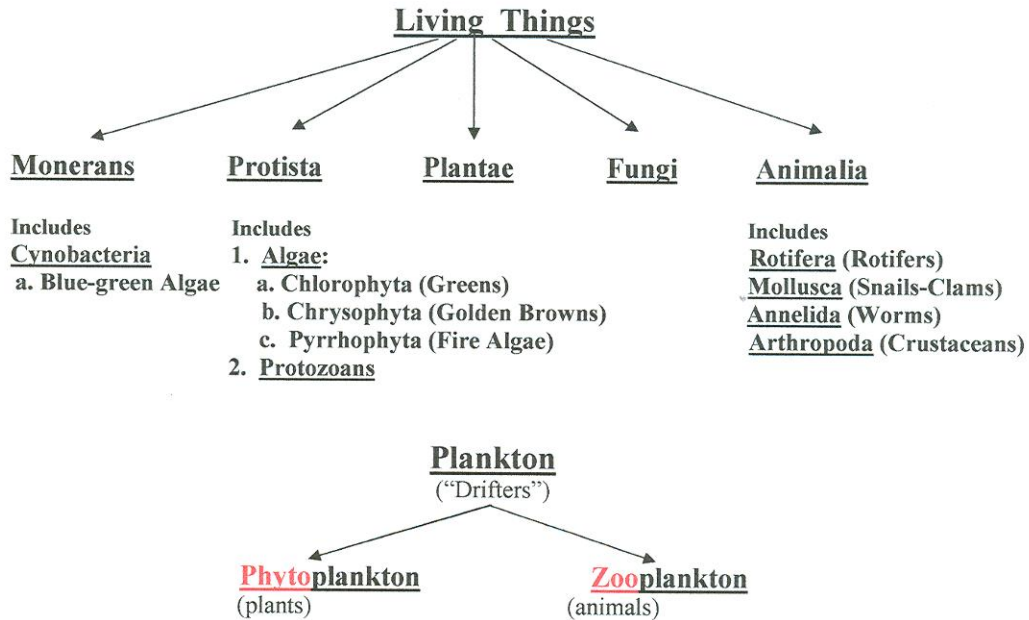 Living Things
Monerans
Protista
Plantae
Fungi
Animalia
Includes
Cynobacteria
a. Blue-green Algae
Includes
1. Algae:
a. Chlorophyta (Greens)
b. Chrysophyta (Golden Browns)
c. Pyrrhophyta (Fire Algae)
2. Protozoans
Includes
Rotifera (Rotifers)
Mollusca (Snails-Clams)
Annelida (Worms)
Arthropoda (Crustaceans)
Plankton
(“Drifters”)
Phytoplankton
(plants)
Zooplankton
(animals)